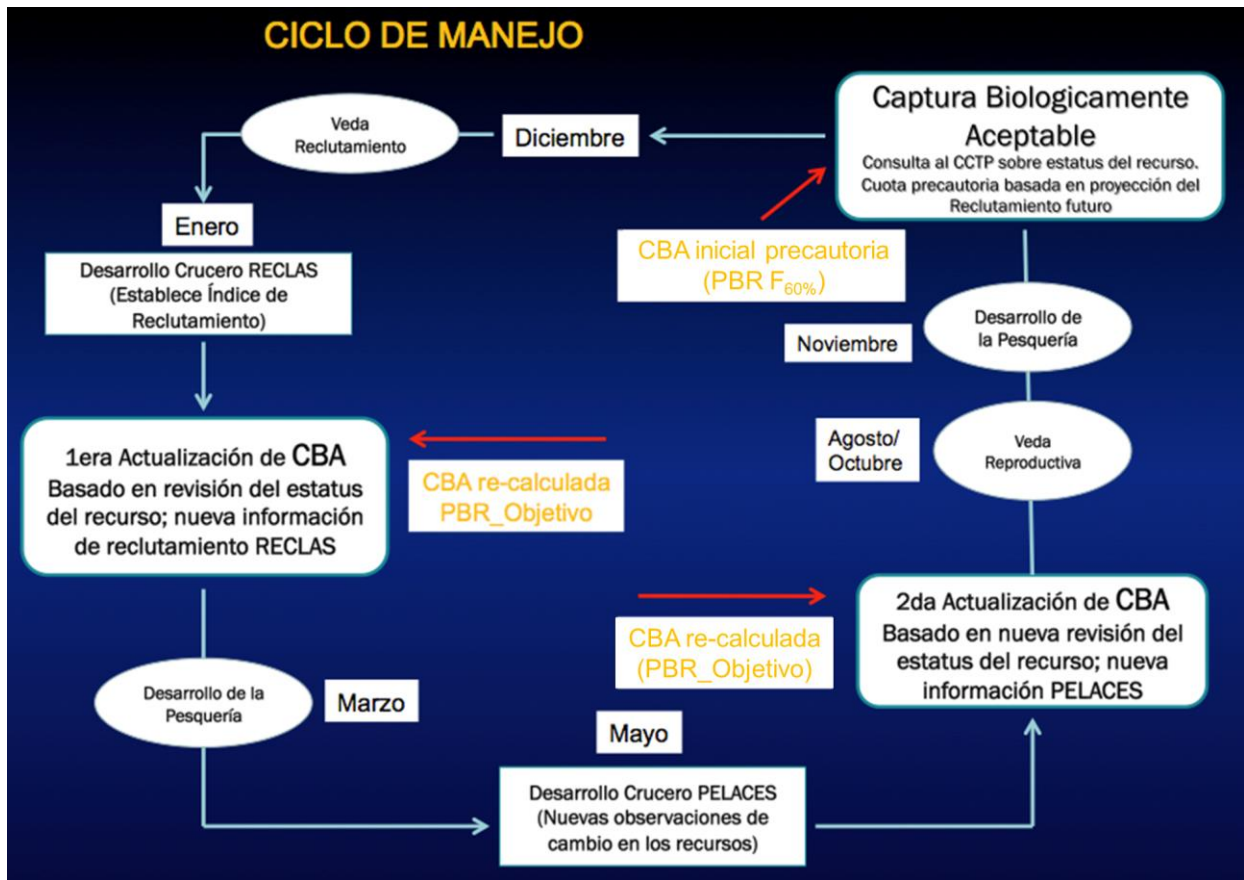 CICLO DE MANEJO
Captura Biologicamente
Aceptable
Consulta al CCTP sobre estatus del recurso.
Cuota precautoria basada en proyección del
Reclutamiento futuro
Diciembre
Veda
Reclutamiento
Enero
Desarrollo Crucero RECLAS
(Establece Índice de
Reclutamiento)
CBA inicial precautoria
(PBR F60%)
Desarrollo de
la Pesquería
Noviembre
Agosto/
Octubre
Veda
Reproductiva
1era Actualización de CBA
Basado en revisión del estatus
del recurso; nueva información
de reclutamiento RECLAS
CBA re-calculada
PBR_Objetivo
CBA re-calculada
(PBR_Objetivo)
2da Actualización de CBA
Basado en nueva revisión del
estatus del recurso; nueva
información PELACES
Desarrollo de la
Pesquería
Marzo
Mayo
Desarrollo Crucero PELACES
(Nuevas observaciones de
cambio en los recursos)